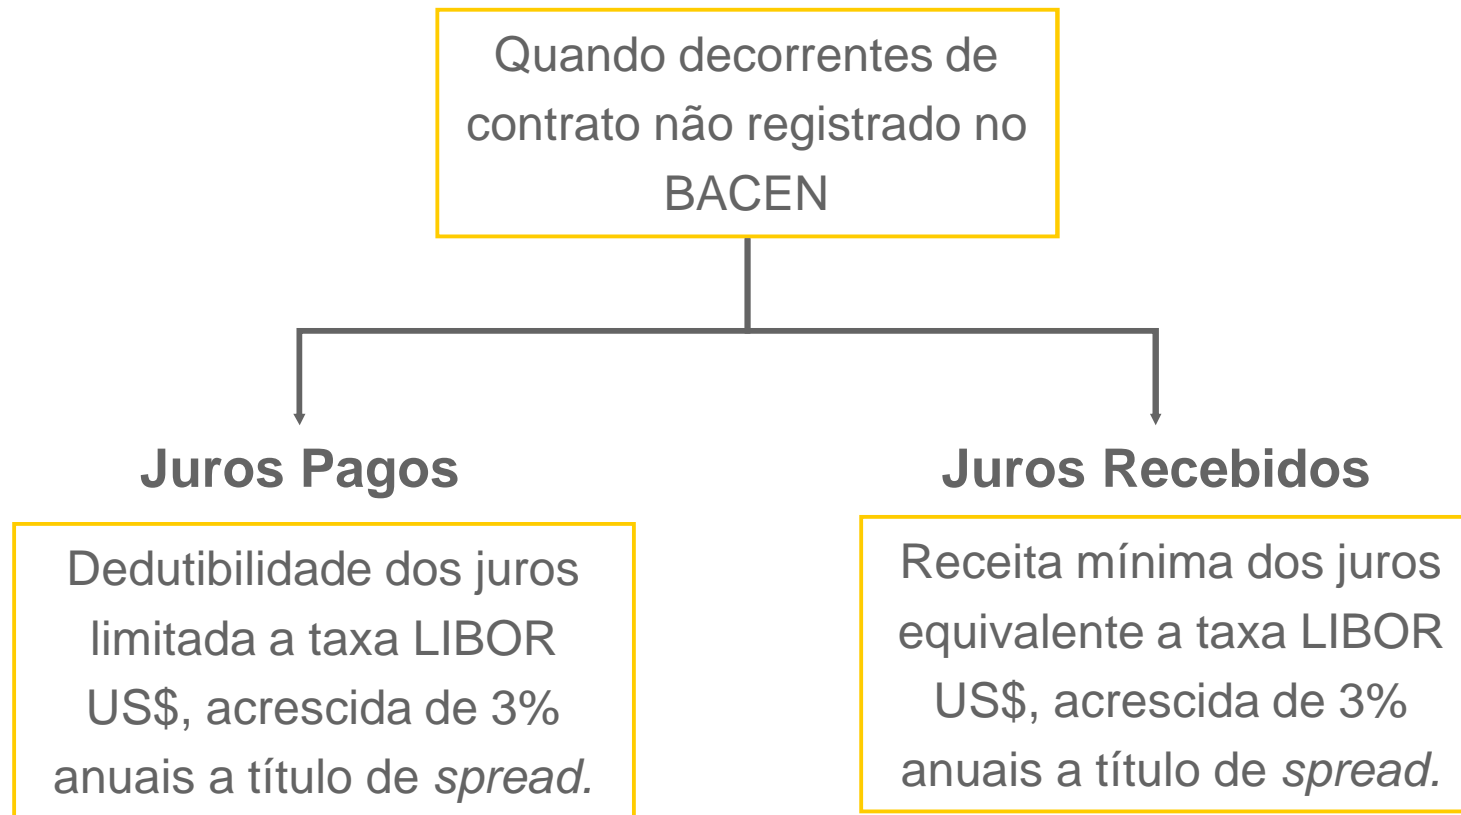 Quando decorrentes de
contrato não registrado no
BACEN
Juros Pagos
Dedutibilidade dos juros
limitada a taxa LIBOR
US$, acrescida de 3%
anuais a título de spread.
Juros Recebidos
Receita mínima dos juros
equivalente a taxa LIBOR
US$, acrescida de 3%
anuais a título de spread.